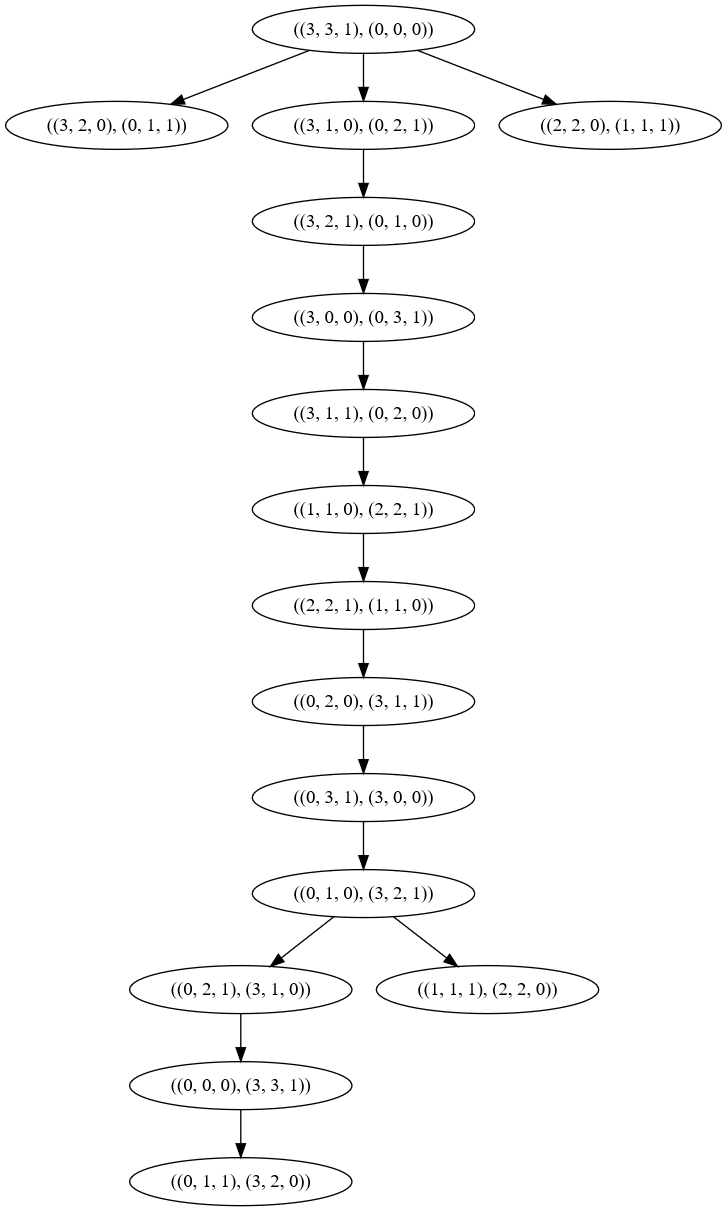 ((3, 3, 1), (0, 0, 0))
((3, 2, 0), (0, 1, 1))
((3, 1, 0), (0, 2, 1))
((2, 2, 0), (1, 1, 1))
((3, 2, 1), (0, 1, 0))
((3, 0, 0), (0, 3, 1))
((3, 1, 1), (0, 2, 0))
((1, 1, 0), (2, 2, 1))
((2, 2, 1), (1, 1, 0))
((0, 2, 0), (3, 1, 1))
((0, 3, 1), (3, 0, 0))
((0, 1, 0), (3, 2, 1))
((0, 2, 1), (3, 1, 0))
((1, 1, 1), (2, 2, 0))
((0, 0, 0), (3, 3, 1))
((0, 1, 1), (3, 2, 0))